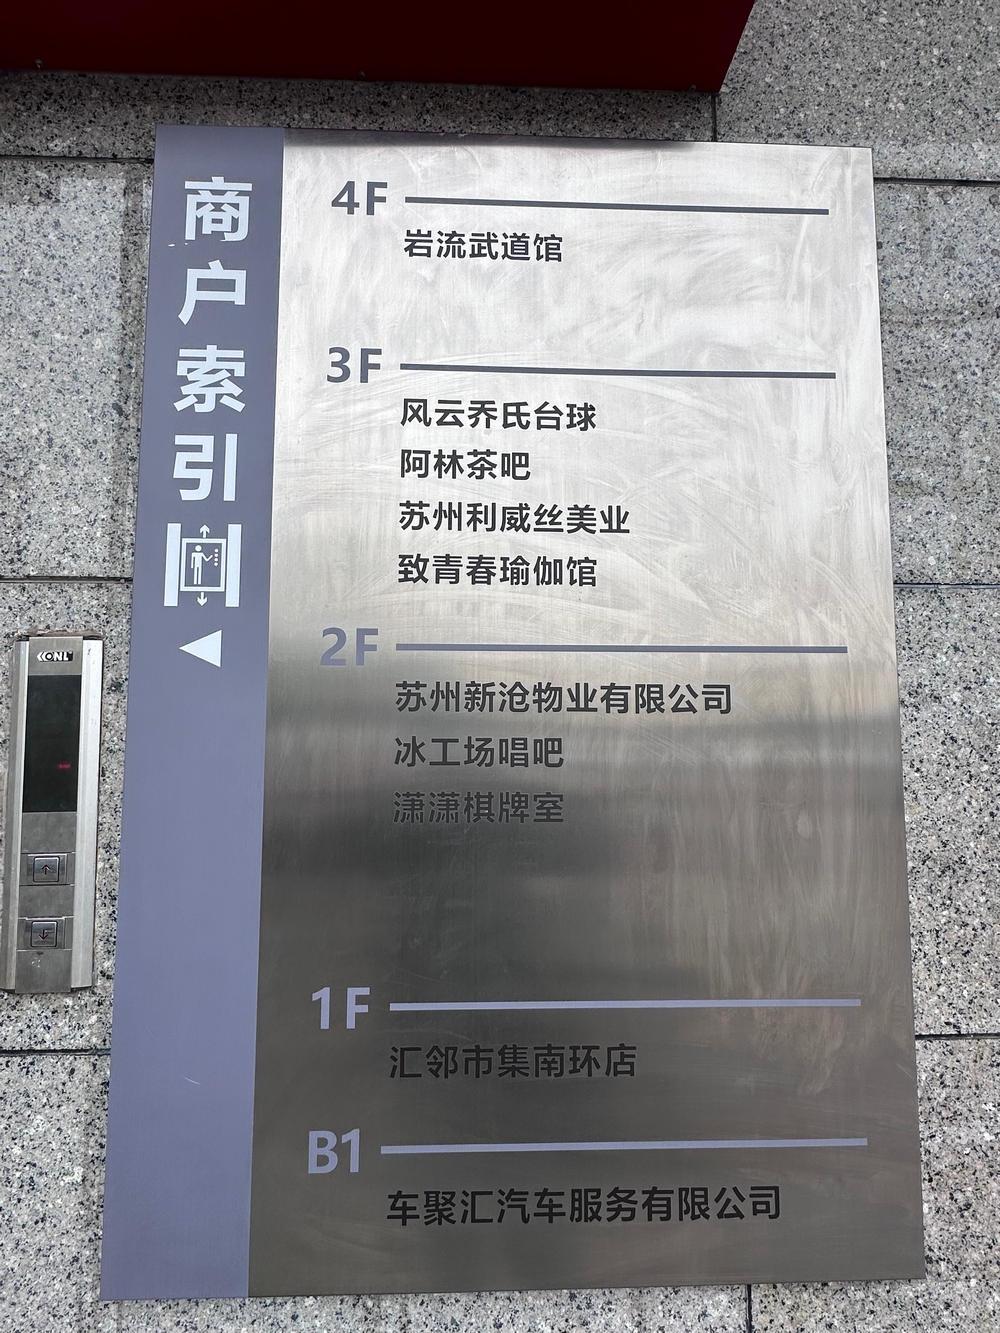 商户索引
4F
岩流武道馆
3F
风云乔氏台球
阿林茶吧
苏州利威丝美业
致青春瑜伽馆
2F
苏州新沧物业有限公司
冰工场唱吧
潇潇棋牌室
1F
汇邻市集南环店
B1
车聚汇汽车服务有限公司